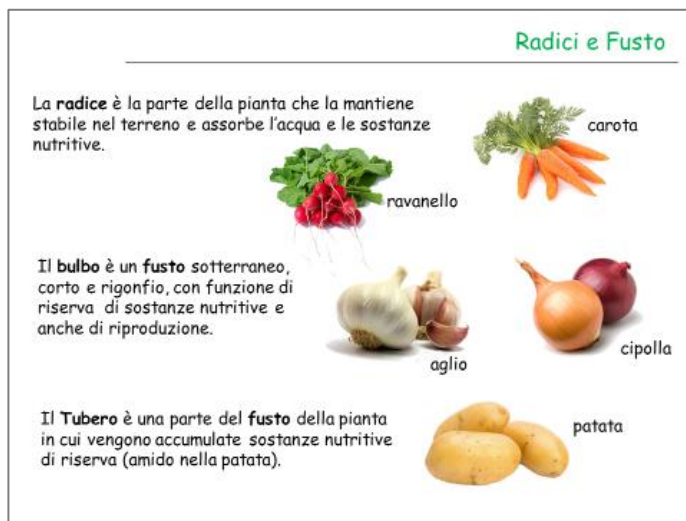 Radici e Fusto
La radice è la parte della pianta che la mantiene
stabile nel terreno e assorbe l'acqua e le sostanze
nutritive.
carota
ravanello
Il bulbo è un fusto sotterraneo,
corto e rigonfio, con funzione di
riserva di sostanze nutritive e
anche di riproduzione.
aglio
cipolla
Il Tubero è una parte del fusto della pianta
in cui vengono accumulate sostanze nutritive
di riserva (amido nella patata).
patata